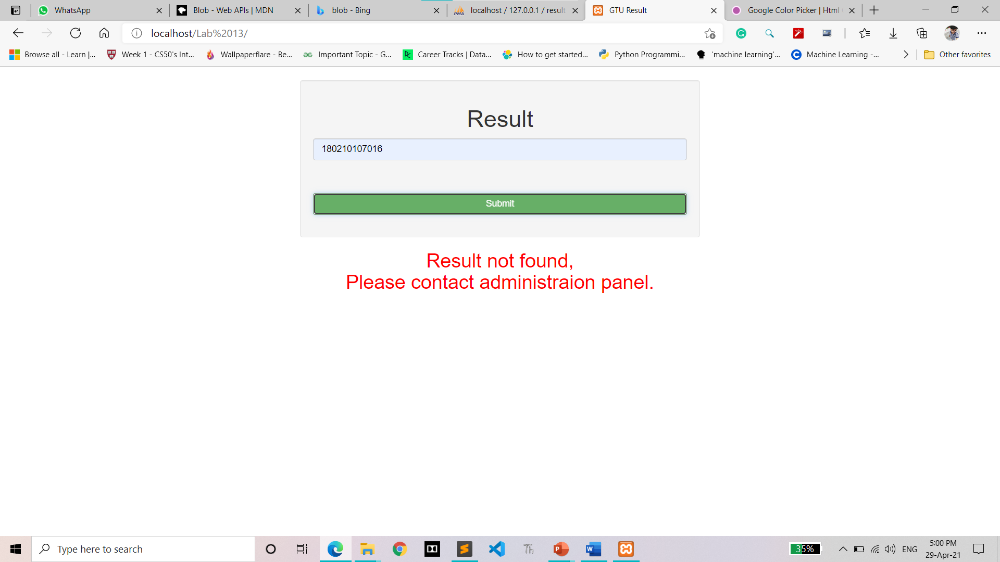 WhatsApp
Blob - Web APIs | MDN
blob - Bing
PMA
localhost / 127.0.0.1 / result
GTU Result
Google Color Picker | Html
localhost/Lab%2013/
Browse all - Learn |...
Week 1 - CS50's Int...
Wallpaperflare - Be...
Important Topic - G...
DC
Career Tracks | Data...
How to get started...
Python Programmi...
'machine learning'...
C
Machine Learning -...
Other favorites
Result
180210107016
Submit
Result not found,
Please contact administraion panel.
Type here to search
Th
P
W
35%
ENG
5:00 PM
29-Apr-21